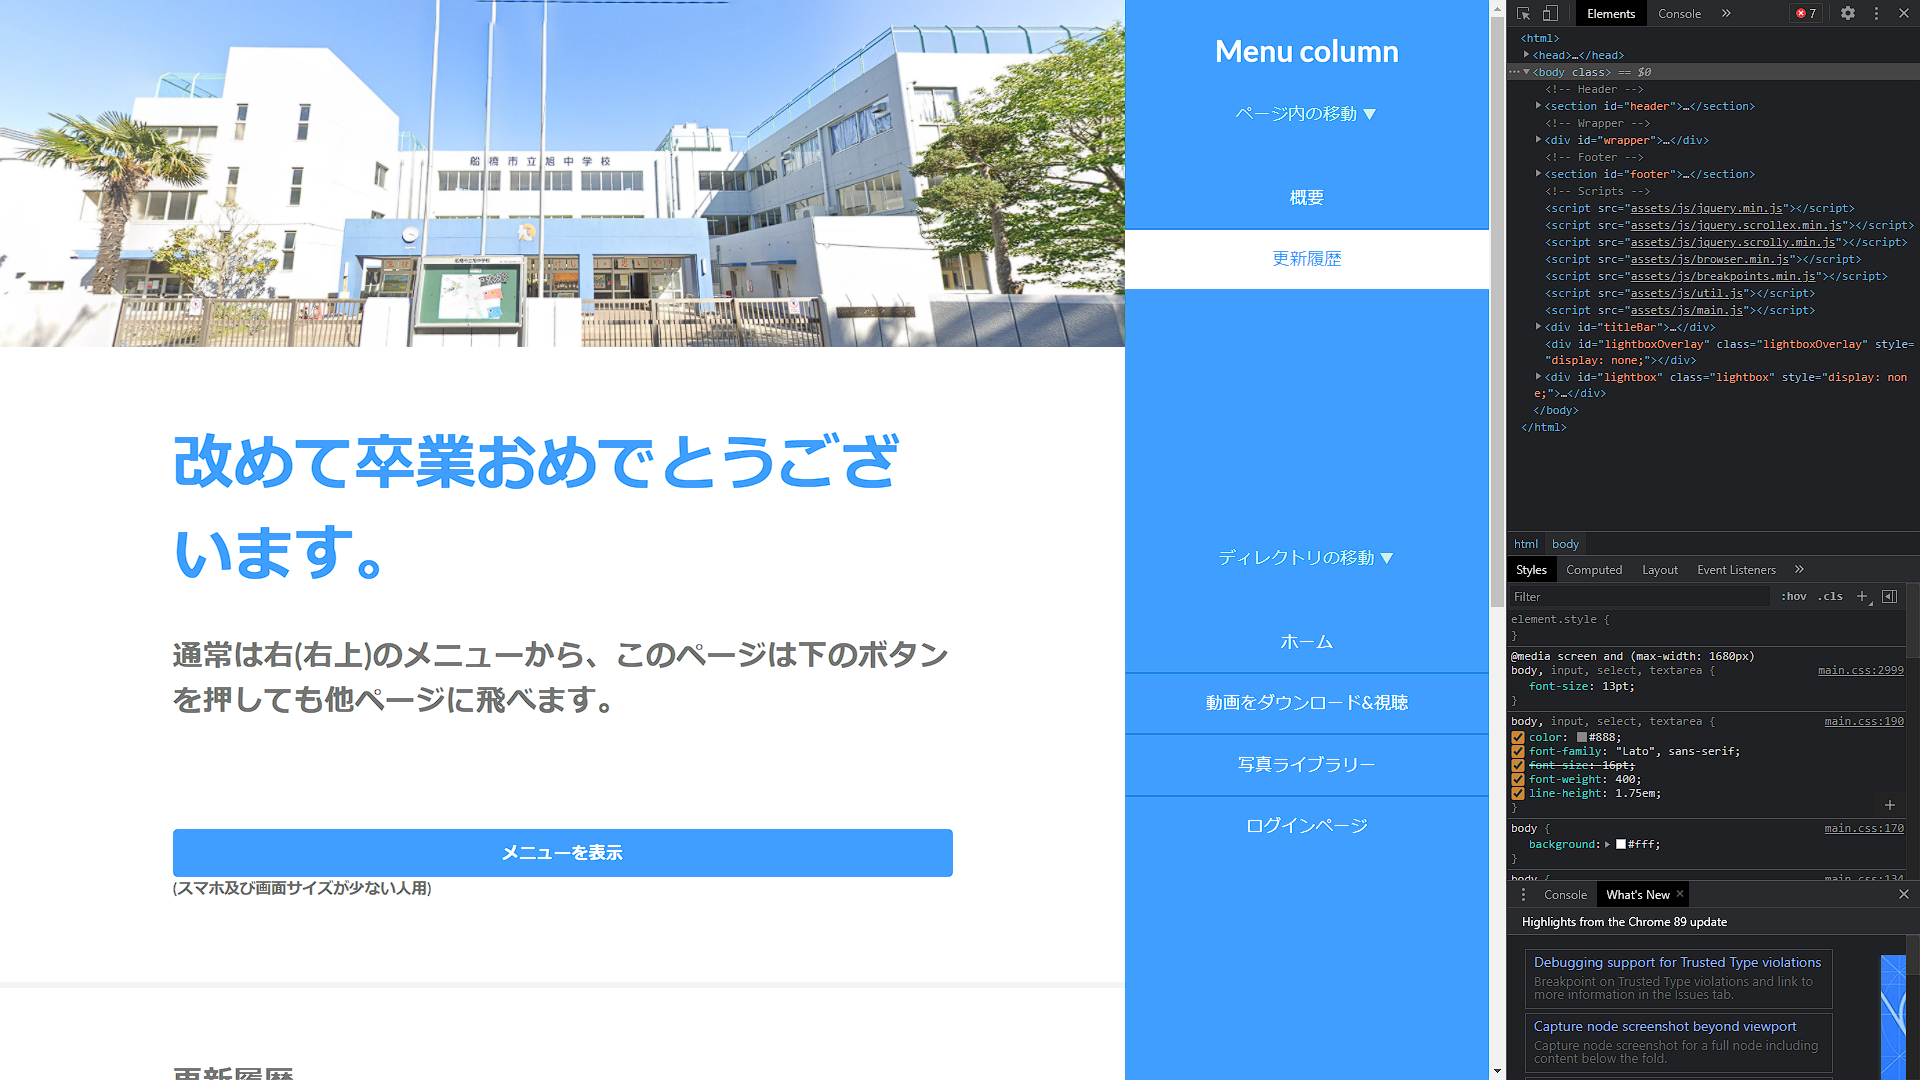 船橋市立旭中学校
船橋市立旭中学校
改めて卒業おめでとうござ
います。
通常は右(右上)のメニューから、このページは下のボタン
を押しても他ページに飛べます。
メニューを表示
(スマホ及び画面サイズが少ない人用)
更新履歴
Menu column
ページ内の移動 ▼
概要
更新履歴
ディレクトリの移動 ▼
ホーム
動画をダウンロード&視聴
写真ライブラリー
ログインページ
Elements Console » 7
<html>
<head>…</head>
<body class> == $0
<!-- Header -->
<section id="header">…</section>
<!-- Wrapper -->
<div id="wrapper">…</div>
<!-- Footer -->
<section id="footer">…</section>
<!-- Scripts -->
<script src="assets/js/jquery.min.js"></script>
<script src="assets/js/jquery.scrollex.min.js"></script>
<script src="assets/js/jquery.scrolly.min.js"></script>
<script src="assets/js/browser.min.js"></script>
<script src="assets/js/breakpoints.min.js"></script>
<script src="assets/js/util.js"></script>
<script src="assets/js/main.js"></script>
<div id="titleBar">…</div>
<div id="lightboxOverlay" class="lightboxOverlay" style=
"display: none;"></div>
<div id="lightbox" class="lightbox" style="display: non
e;">…</div>
</body>
</html>
html body
Styles Computed Layout Event Listeners »
Filter :hov .cls +
element.style {
}
@media screen and (max-width: 1680px)
body, input, select, textarea { main.css:2999
font-size: 13pt;
}
body, input, select, textarea { main.css:190
color: #888;
font-family: "Lato", sans-serif;
font-size: 16pt;
font-weight: 400;
line-height: 1.75em;
}
body { main.css:170
background: #fff;
}
body { main.css:134
Console What's New ×
Highlights from the Chrome 89 update
Debugging support for Trusted Type violations
Breakpoint on Trusted Type violations and link to
more information in the Issues tab.
Capture node screenshot beyond viewport
Capture node screenshot for a full node including
content below the fold.